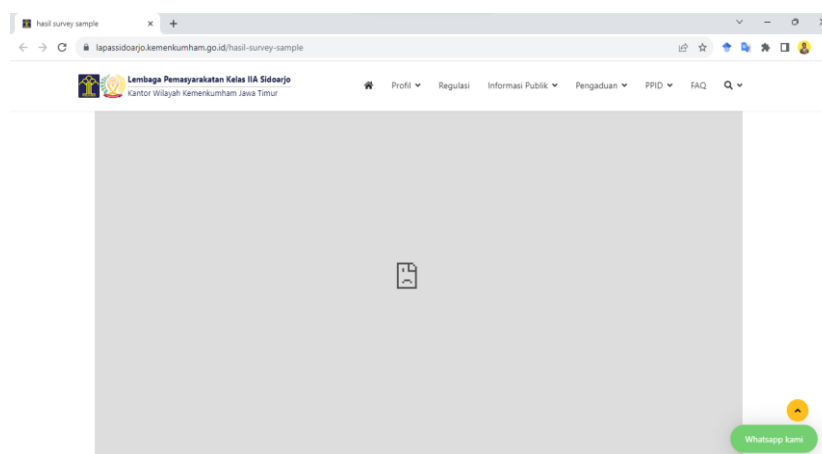 hasil survey sample
lapassidoarjo.kemenkumham.go.id/hasil-survey-sample
Lembaga Pemasyarakatan Kelas IIA Sidoarjo
Kantor Wilayah Kemenkumham Jawa Timur
Profil Regulasi Informasi Publik Pengaduan PPID FAQ
Whatsapp kami